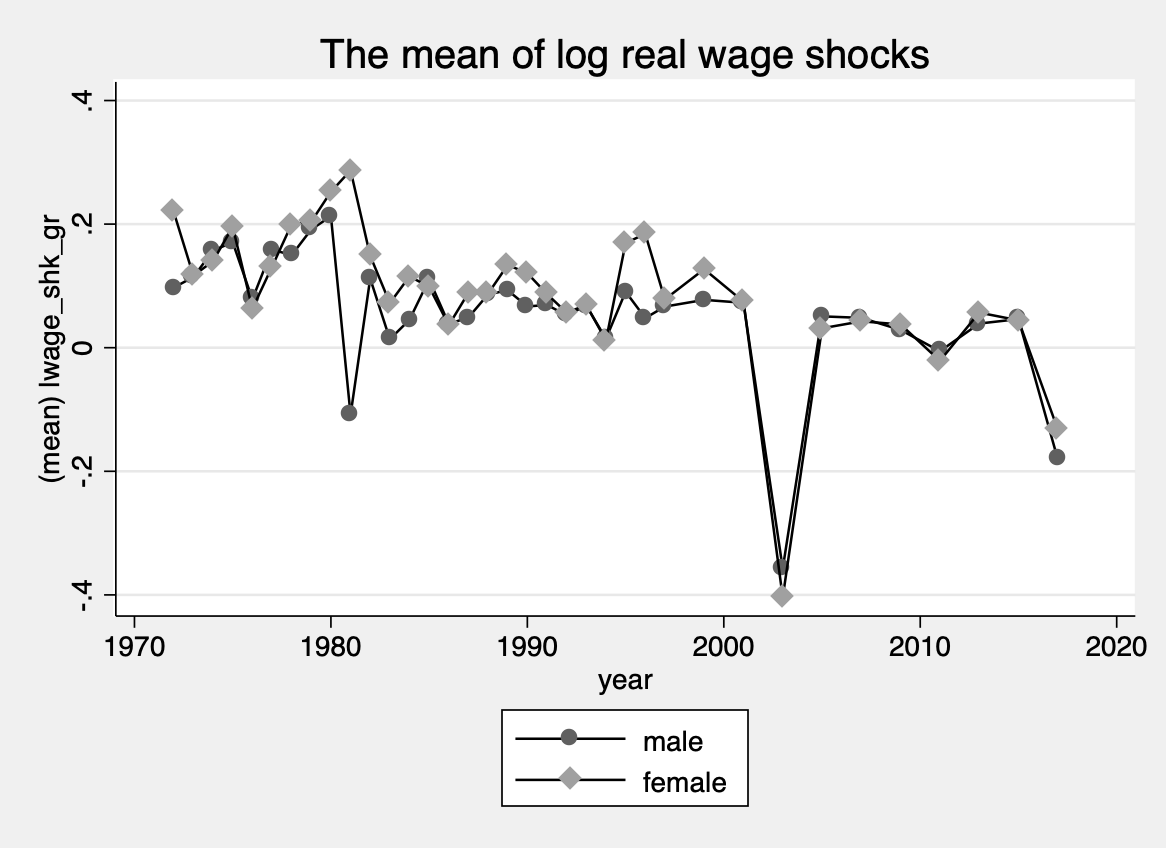 The mean of log real wage shocks
(mean) lwage_shk_gr
.4
.2
0
-.2
-.4
1970 1980 1990 2000 2010 2020
year
male
female